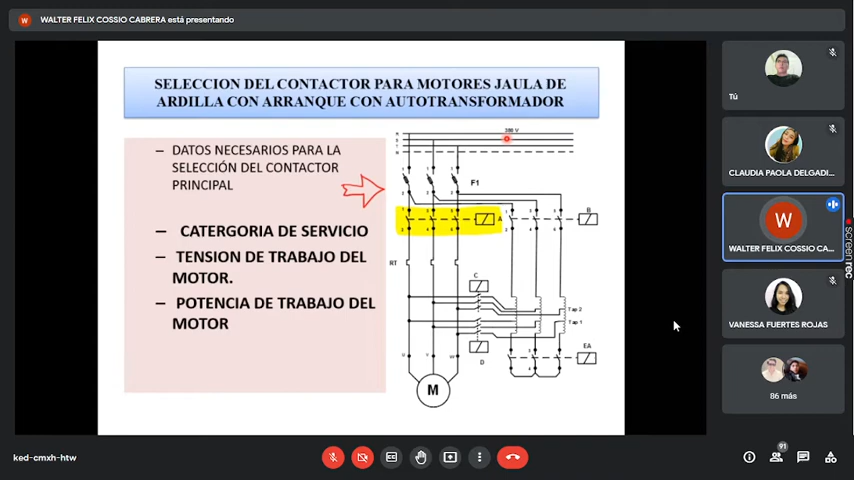 WALTER FELIX COSSIO CABRERA está presentando
SELECCION DEL CONTACTOR PARA MOTORES JAULA DE
ARDILLA CON ARRANQUE CON AUTOTRANSFORMADOR
– DATOS NECESARIOS PARA LA
SELECCIÓN DEL CONTACTOR
PRINCIPAL
– CATERGORIA DE SERVICIO
– TENSION DE TRABAJO DEL
MOTOR.
– POTENCIA DE TRABAJO DEL
MOTOR
380 V
F1
A
B
RT
C
Tap 2
Tap 1
D
EA
U
V
W
M
Tú
CLAUDIA PAOLA DELGADI...
W
WALTER FELIX COSSIO CA...
VANESSA FUERTES ROJAS
86 más
screenrec
ked-cmxh-htw
91